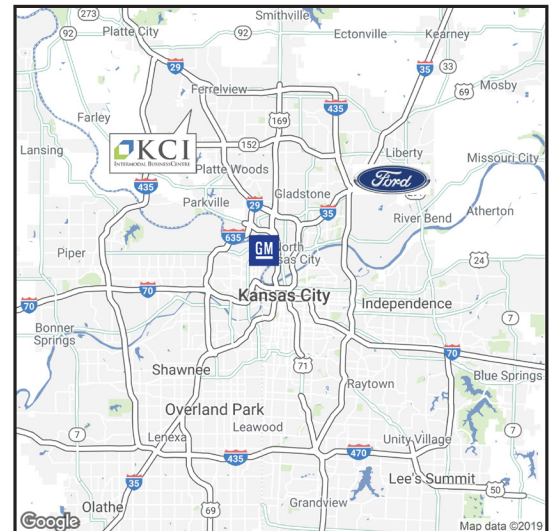 Smithville
273
92
Platte City
92
Ectonville
Kearney
29
35
33
Ferrelview
Mosby
69
435
Farley
169
KCI
INTERMODAL BUSINESSCENTRE
152
Liberty
Lansing
Missouri City
Platte Woods
435
Ford
Gladstone
Parkville
29
35
Atherton
River Bend
635
GM
North
sas City
Piper
24
70
Kansas City
70
Independence
Bonner
Springs
7
70
Shawnee
71
Blue Springs
Raytown
Overland Park
Leawood
7
Lenexa
Unity Village
7
435
470
Lee's Summit
35
50
Olathe
69
Grandview
Google
Map data ©2019